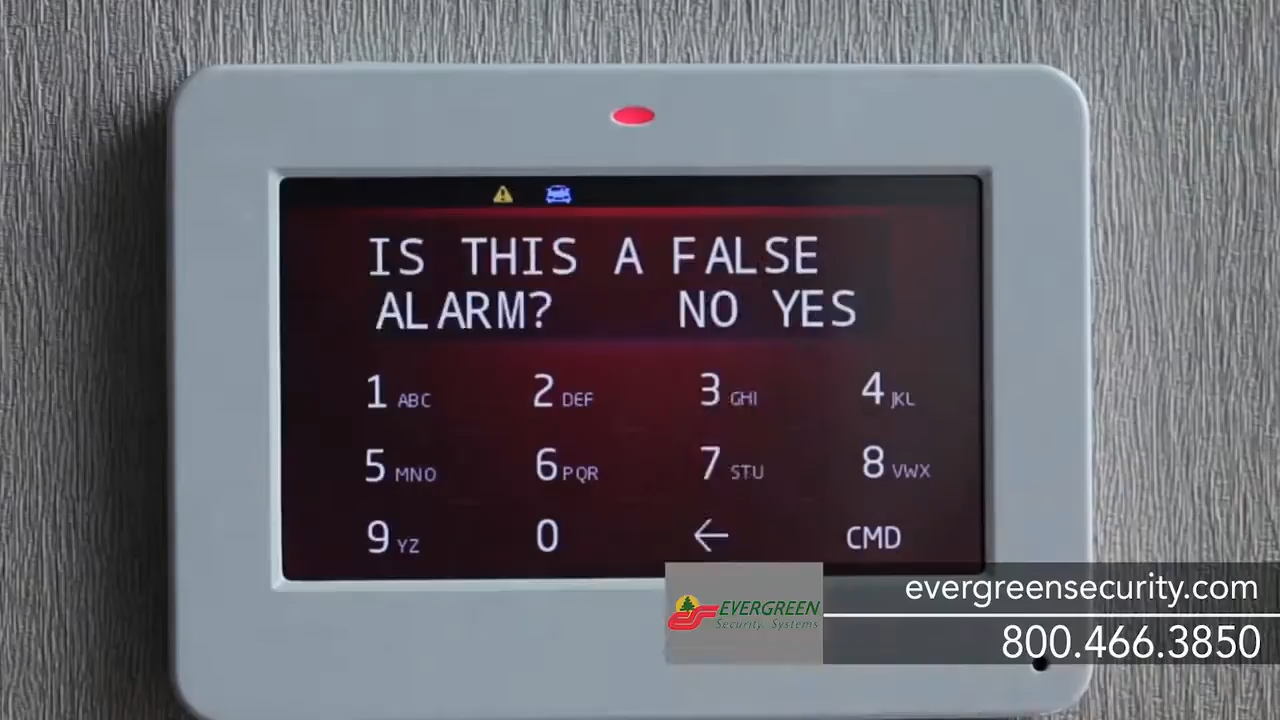 IS THIS A FALSE
ALARM? NO YES
1 ABC 2 DEF 3 GHI 4 JKL
5 MNO 6 PQR 7 STU 8 VWX
9 YZ 0 ← CMD
EVERGREEN
Security Systems
evergreensecurity.com
800.466.3850